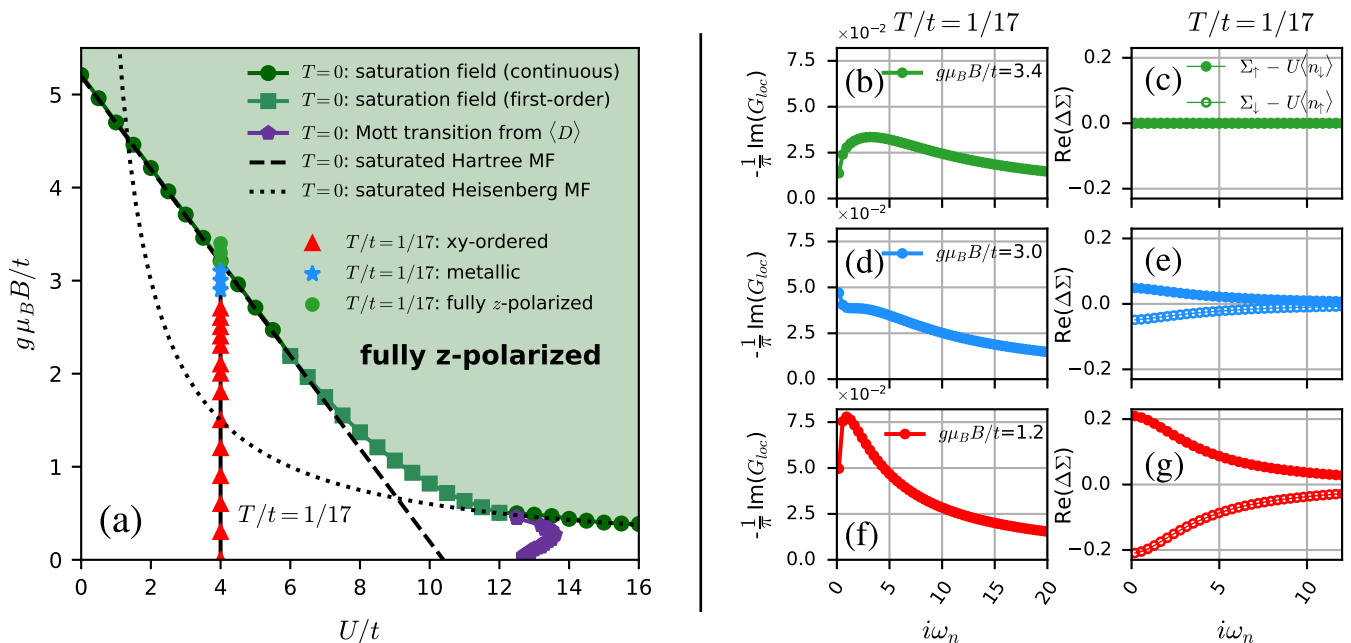 T=0: saturation field (continuous)
T=0: saturation field (first-order)
T=0: Mott transition from ⟨D⟩
T=0: saturated Hartree MF
T=0: saturated Heisenberg MF
T/t=1/17: xy-ordered
T/t=1/17: metallic
T/t=1/17: fully z-polarized
fully z-polarized
T/t=1/17
(a)
gμ_B B/t
5
4
3
2
1
0
0 2 4 6 8 10 12 14 16
U/t
T/t=1/17
×10⁻²
(b)
gμ_B B/t=3.4
-1/π Im(G_loc)
7.5
5.0
2.5
0.0
T/t=1/17
(c)
Σ↑ − U⟨n↓⟩
Σ↓ − U⟨n↑⟩
Re(ΔΣ)
0.2
0.0
−0.2
×10⁻²
(d)
gμ_B B/t=3.0
-1/π Im(G_loc)
7.5
5.0
2.5
0.0
(e)
Re(ΔΣ)
0.2
0.0
−0.2
×10⁻²
gμ_B B/t=1.2
(f)
-1/π Im(G_loc)
7.5
5.0
2.5
0.0
0 5 10 15 20
iω_n
(g)
Re(ΔΣ)
0.2
0.0
−0.2
0 5 10
iω_n